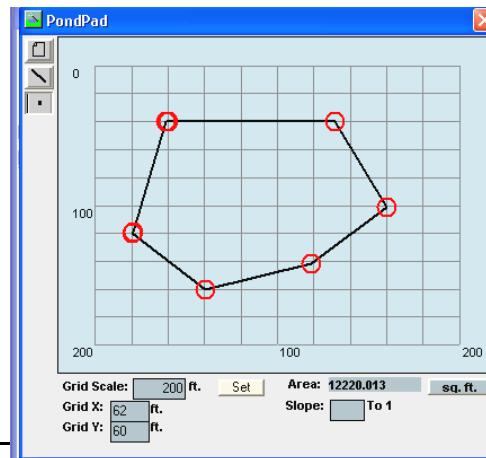 PondPad
0
100
200 100 200
Grid Scale: 200 ft. Set Area: 12220.013 sq. ft.
Grid X: 62 ft. Slope: To 1
Grid Y: 60 ft.